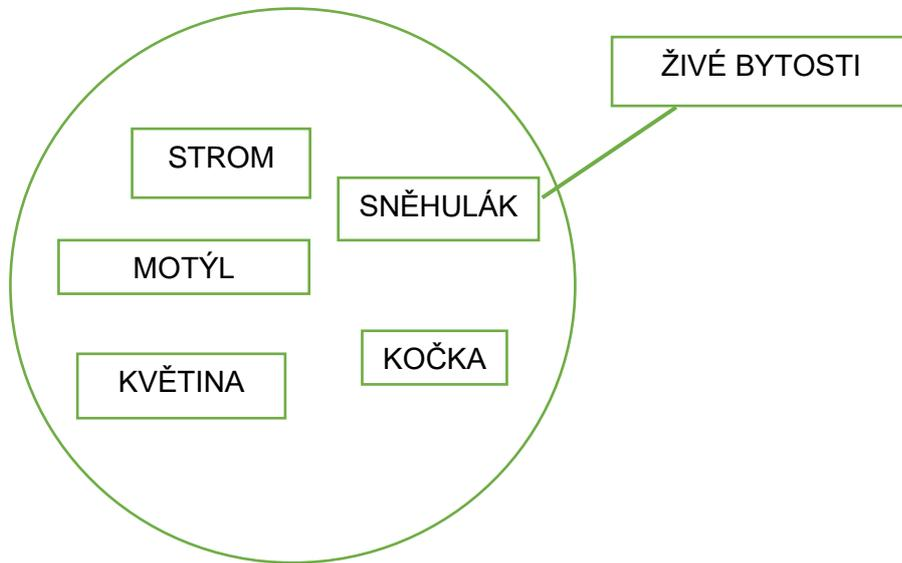 ŽIVÉ BYTOSTI
STROM
SNĚHULÁK
MOTÝL
KOČKA
KVĚTINA